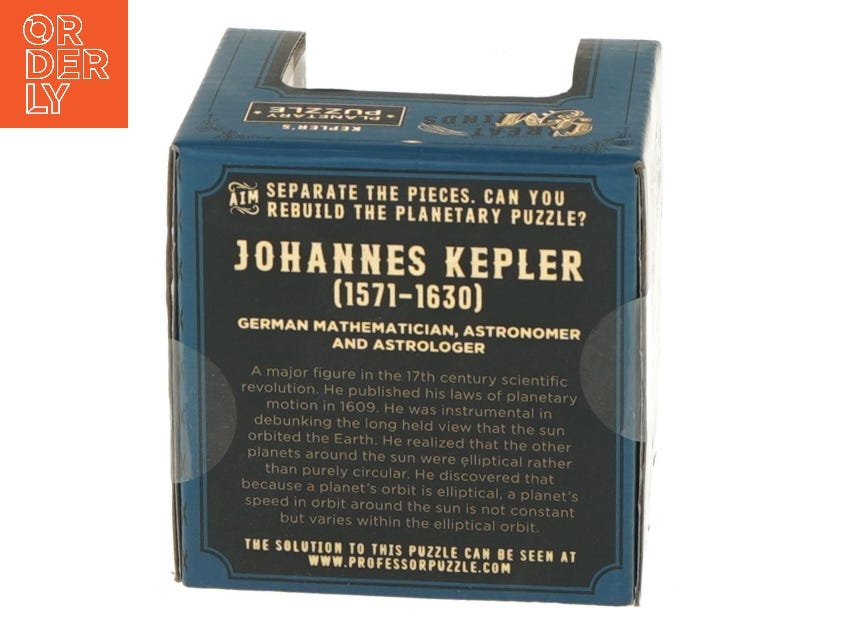 ORDERLY
GREAT MINDS
KEPLER'S
PLANETARY
PUZZLE
AIM SEPARATE THE PIECES. CAN YOU
REBUILD THE PLANETARY PUZZLE?
JOHANNES KEPLER
(1571-1630)
GERMAN MATHEMATICIAN, ASTRONOMER
AND ASTROLOGER
A major figure in the 17th century scientific
revolution. He published his laws of planetary
motion in 1609. He was instrumental in
debunking the long held view that the sun
orbited the Earth. He realized that the other
planets around the sun were elliptical rather
than purely circular. He discovered that
because a planet's orbit is elliptical, a planet's
speed in orbit around the sun is not constant
but varies within the elliptical orbit.
THE SOLUTION TO THIS PUZZLE CAN BE SEEN AT
WWW.PROFESSORPUZZLE.COM